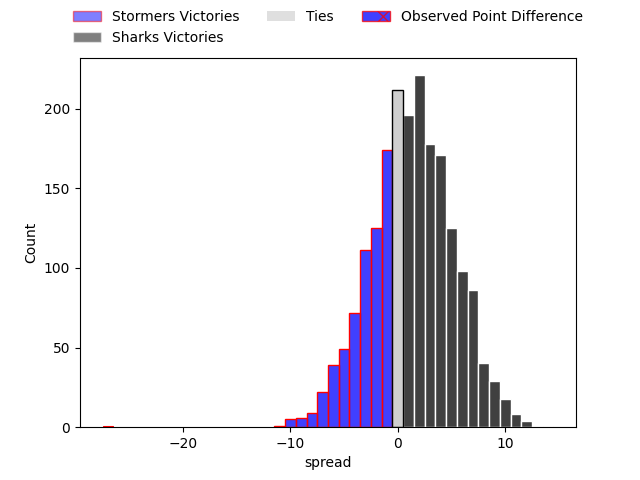 Stormers Victories
Ties
Observed Point Difference
Sharks Victories
200
150
100
50
0
Count
−20
−10
0
10
spread